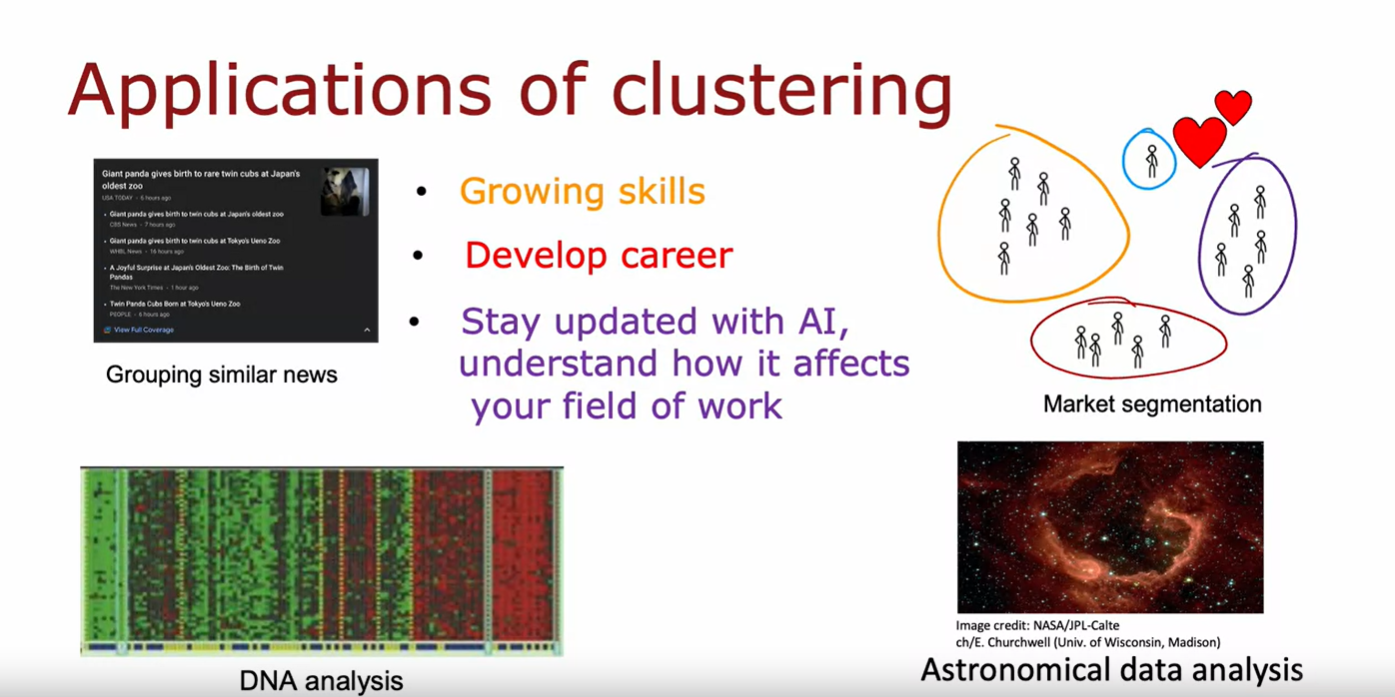 Applications of clustering
Giant panda gives birth to rare twin cubs at Japan's
oldest zoo
USA TODAY · 6 hours ago
• Giant panda gives birth to twin cubs at Japan's oldest zoo
CBS News · 7 hours ago
• Giant panda gives birth to twin cubs at Tokyo's Ueno Zoo
WHBL News · 16 hours ago
• A Joyful Surprise at Japan's Oldest Zoo: The Birth of Twin
Pandas
The New York Times · 1 hour ago
• Twin Panda Cubs Born at Tokyo's Ueno Zoo
PEOPLE · 6 hours ago
View Full Coverage
Grouping similar news
• Growing skills
• Develop career
• Stay updated with AI,
understand how it affects
your field of work
Market segmentation
DNA analysis
Image credit: NASA/JPL-Calte
ch/E. Churchwell (Univ. of Wisconsin, Madison)
Astronomical data analysis